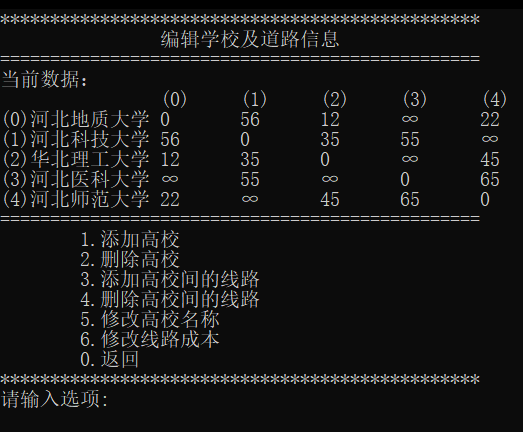 ************************************************
编辑学校及道路信息
================================================
当前数据:
(0) (1) (2) (3) (4)
(0)河北地质大学 0 56 12 ∞ 22
(1)河北科技大学 56 0 35 55 ∞
(2)华北理工大学 12 35 0 ∞ 45
(3)河北医科大学 ∞ 55 ∞ 0 65
(4)河北师范大学 22 ∞ 45 65 0
================================================
1.添加高校
2.删除高校
3.添加高校间的线路
4.删除高校间的线路
5.修改高校名称
6.修改线路成本
0.返回
************************************************
请输入选项: